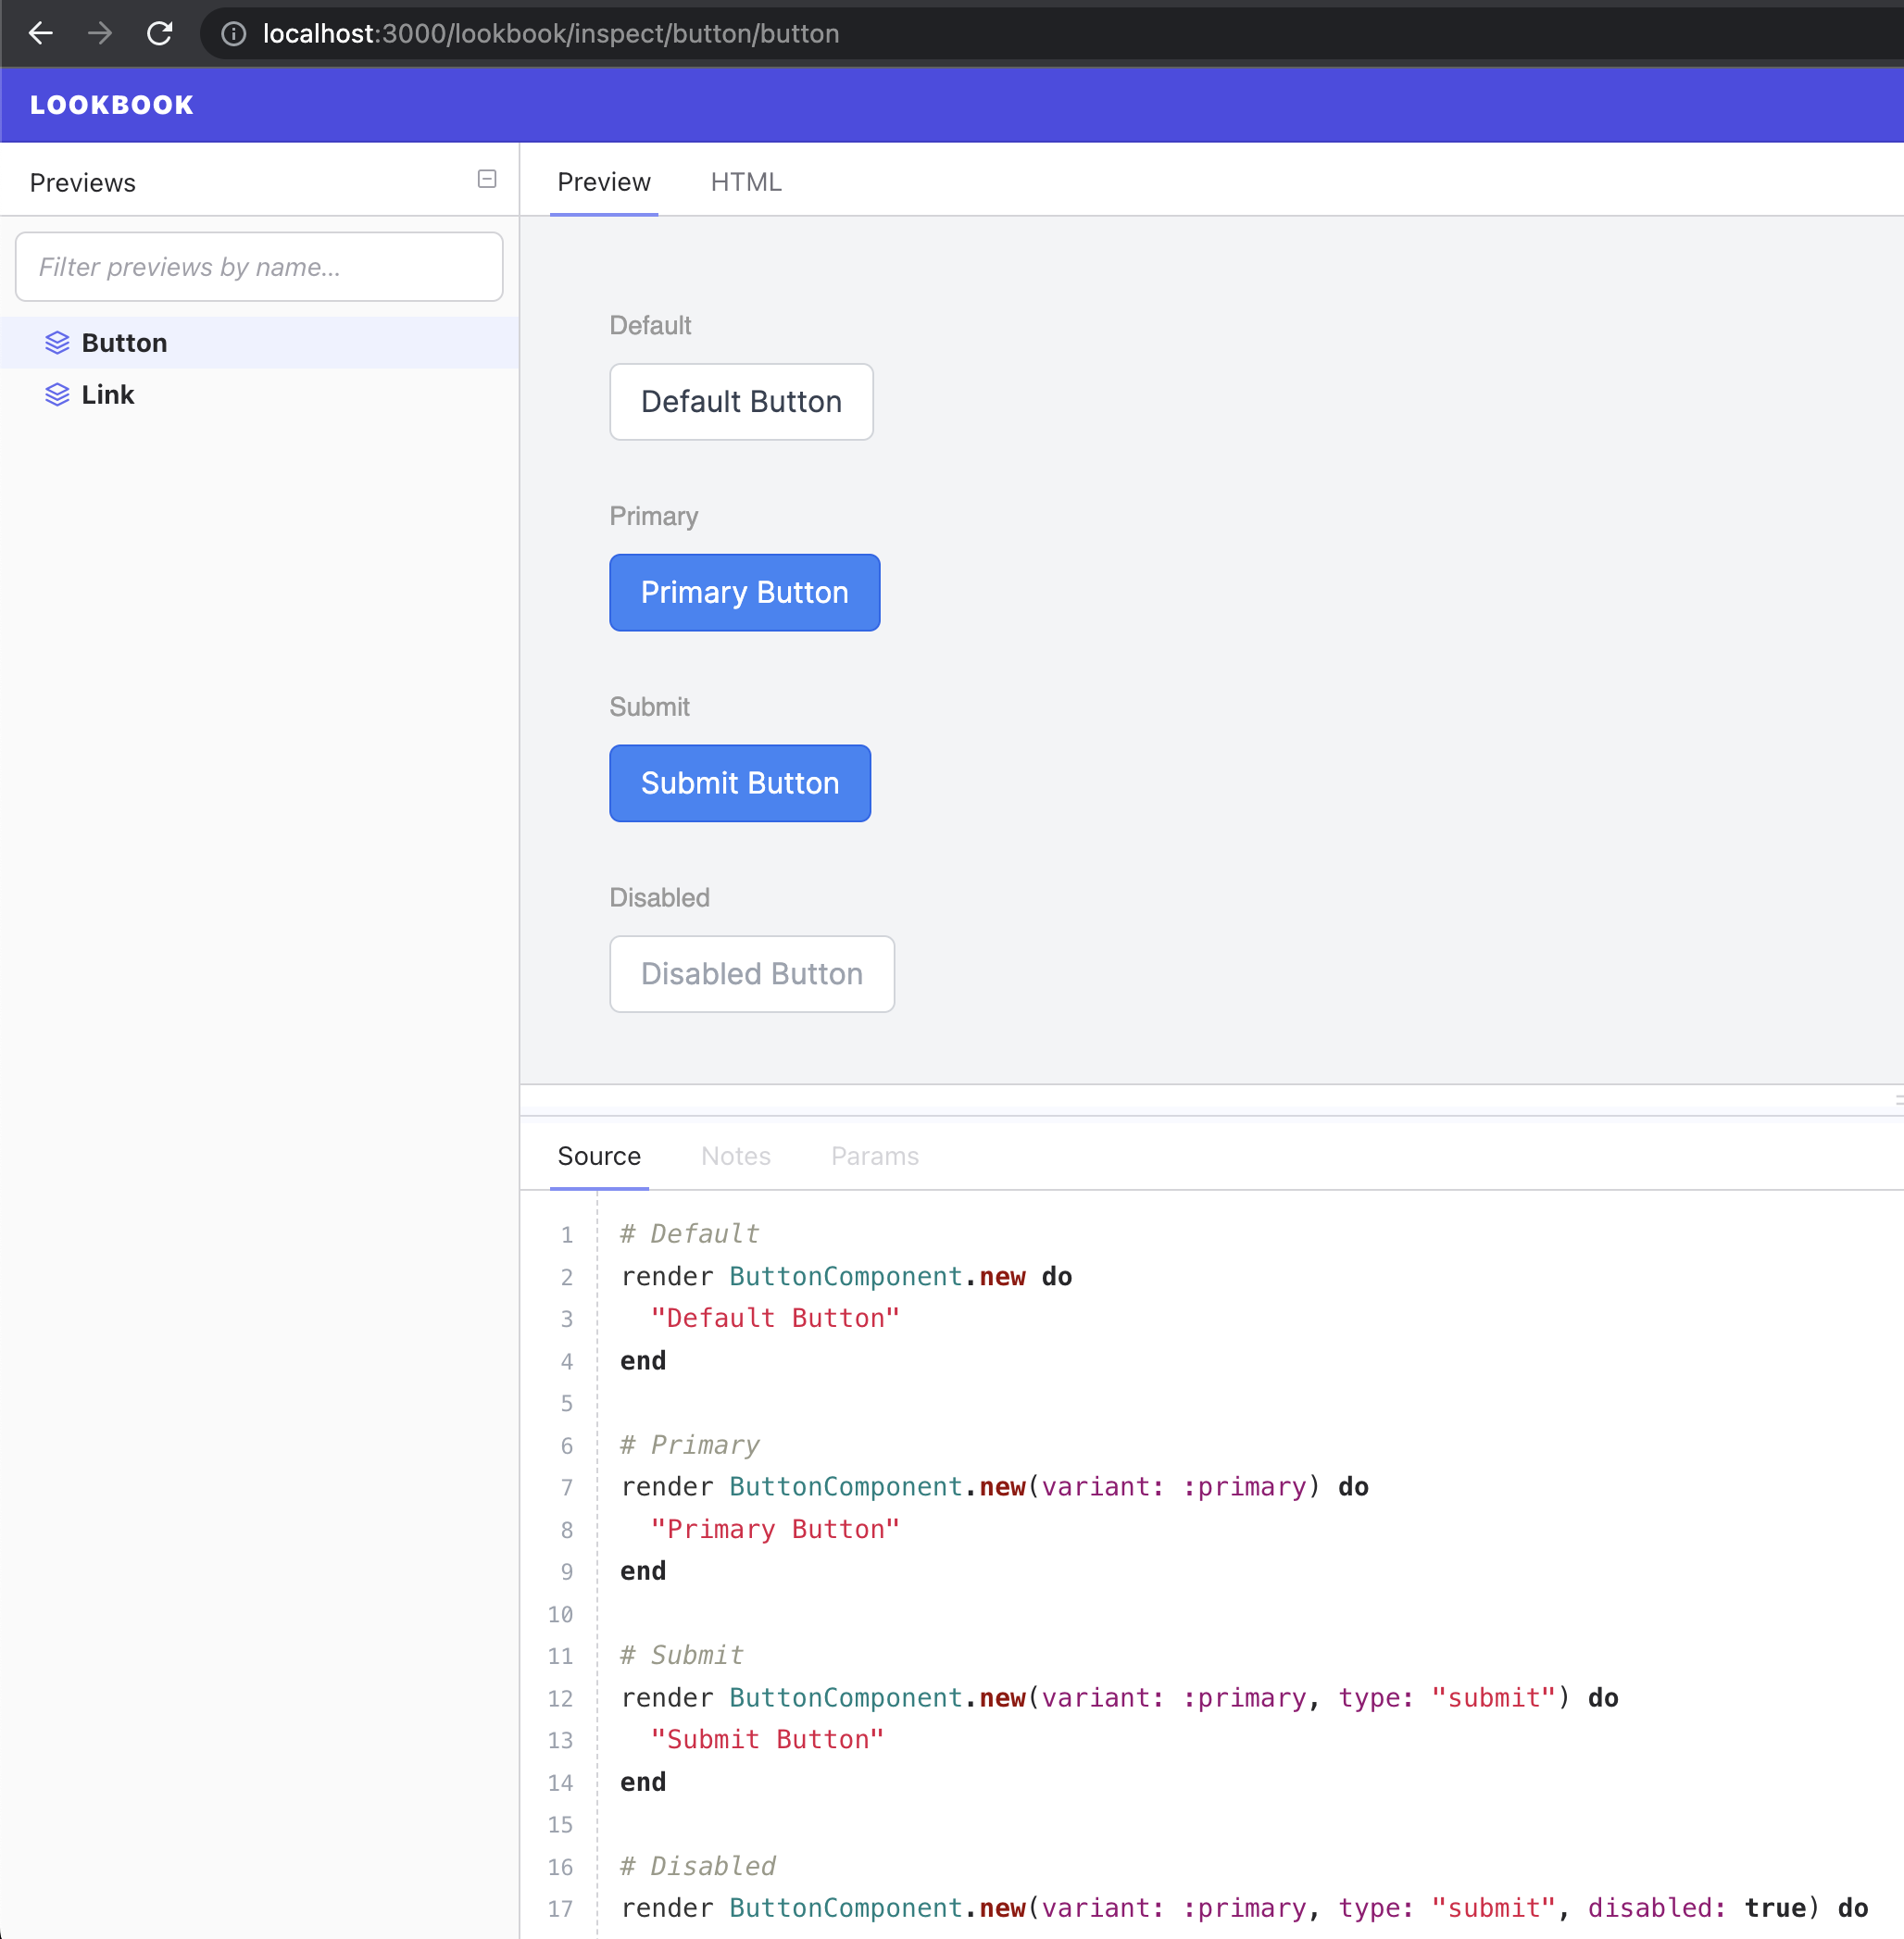 localhost:3000/lookbook/inspect/button/button
LOOKBOOK
Previews
Filter previews by name...
Button
Link
Preview HTML
Default
Default Button
Primary
Primary Button
Submit
Submit Button
Disabled
Disabled Button
Source Notes Params
1 # Default
2 render ButtonComponent.new do
3   "Default Button"
4 end
5
6 # Primary
7 render ButtonComponent.new(variant: :primary) do
8   "Primary Button"
9 end
10
11 # Submit
12 render ButtonComponent.new(variant: :primary, type: "submit") do
13   "Submit Button"
14 end
15
16 # Disabled
17 render ButtonComponent.new(variant: :primary, type: "submit", disabled: true) do